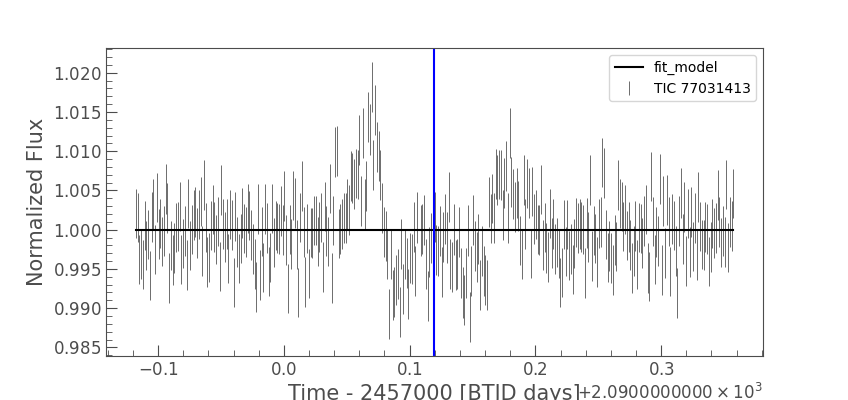 fit_model
TIC 77031413
Normalized Flux
1.020
1.015
1.010
1.005
1.000
0.995
0.990
0.985
−0.1 0.0 0.1 0.2 0.3
Time - 2457000 [BTJD days]
+2.0900000000 × 10³